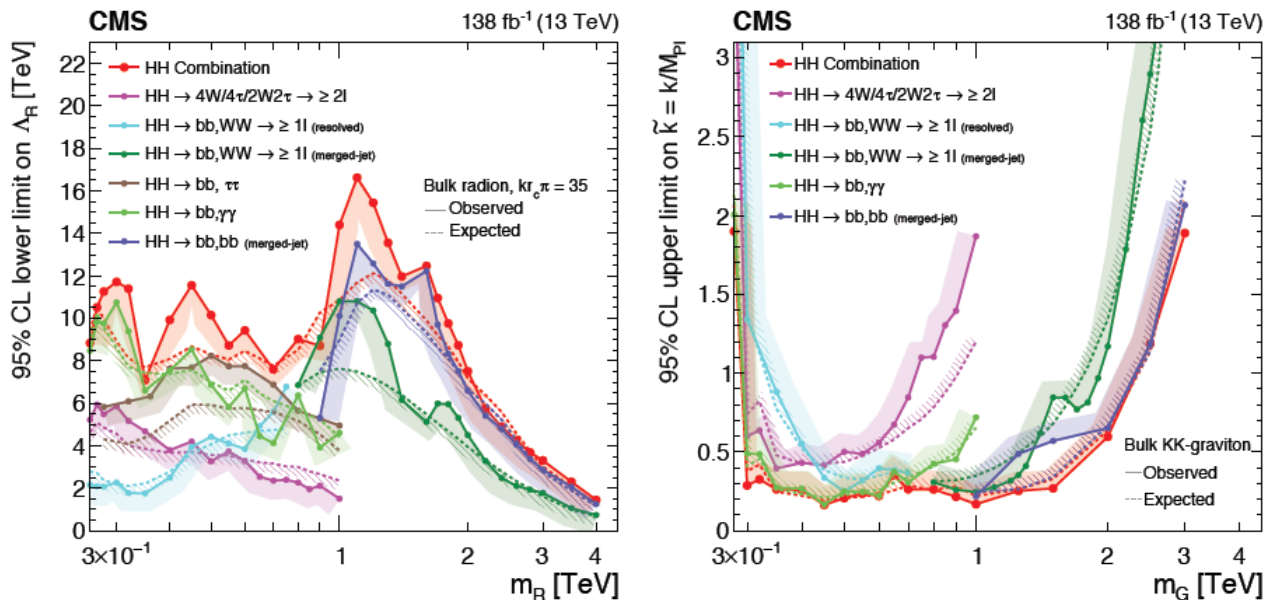 CMS
138 fb⁻¹ (13 TeV)
95% CL lower limit on Λ_R [TeV]
22
20
18
16
14
12
10
8
6
4
2
0
HH Combination
HH → 4W/4τ/2W2τ → ≥ 2l
HH → bb,WW → ≥ 1l (resolved)
HH → bb,WW → ≥ 1l (merged-jet)
HH → bb, ττ
HH → bb,γγ
HH → bb,bb (merged-jet)
Bulk radion, kr_cπ = 35
Observed
Expected
3×10⁻¹
1
2
3
4
m_R [TeV]
CMS
138 fb⁻¹ (13 TeV)
95% CL upper limit on k̃ = k/M_Pl
3
2.5
2
1.5
1
0.5
0
HH Combination
HH → 4W/4τ/2W2τ → ≥ 2l
HH → bb,WW → ≥ 1l (resolved)
HH → bb,WW → ≥ 1l (merged-jet)
HH → bb,γγ
HH → bb,bb (merged-jet)
Bulk KK-graviton
Observed
Expected
3×10⁻¹
1
2
3
4
m_G [TeV]